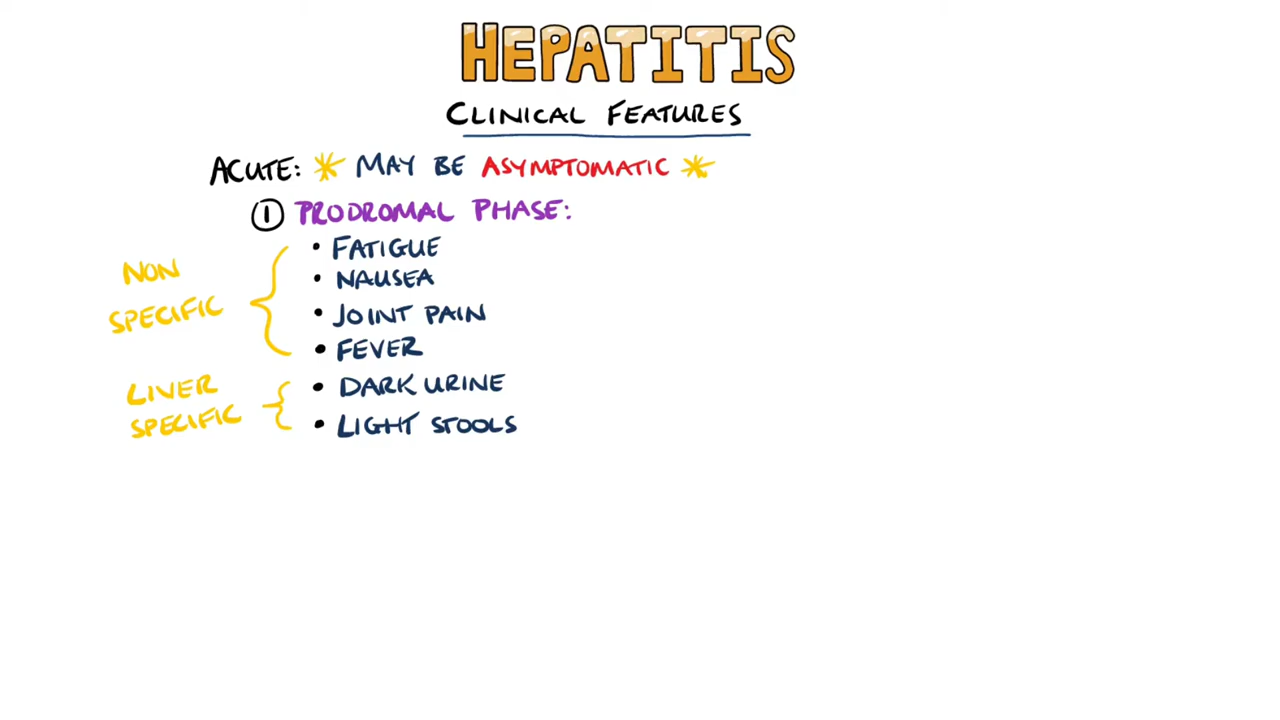 HEPATITIS
CLINICAL FEATURES
ACUTE: * MAY BE ASYMPTOMATIC *
① PRODROMAL PHASE:
NON SPECIFIC
• FATIGUE
• NAUSEA
• JOINT PAIN
• FEVER
LIVER SPECIFIC
• DARK URINE
• LIGHT STOOLS